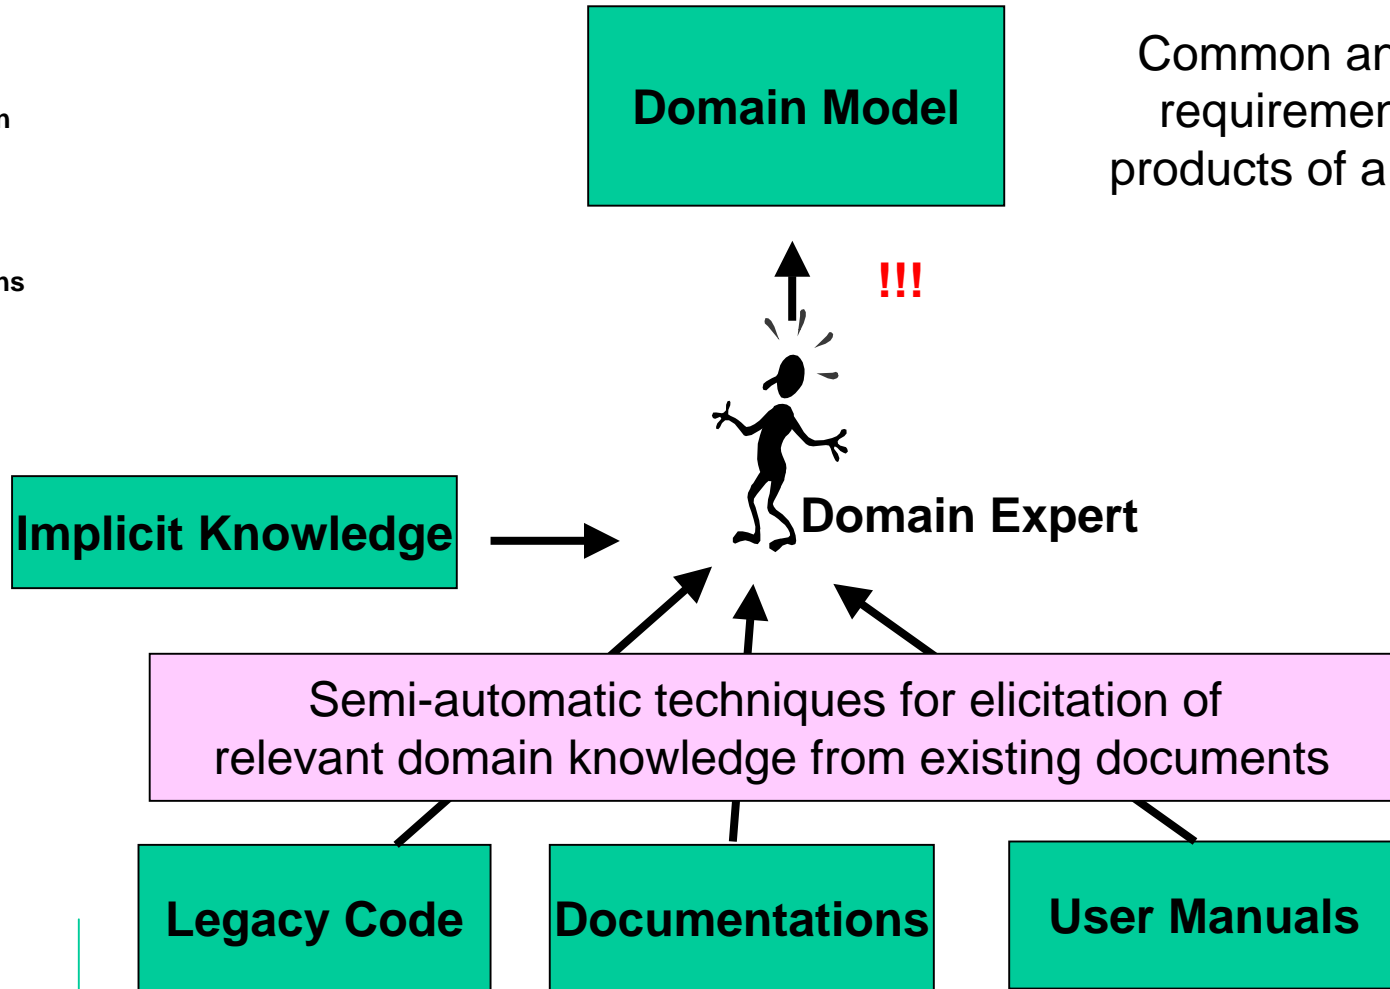 Domain Model
Common
requiremen
products of a
n
ns
!!!
Implicit Knowledge
Domain Expert
Semi-automatic techniques for elicitation of
relevant domain knowledge from existing documents
Legacy Code
Documentations
User Manuals